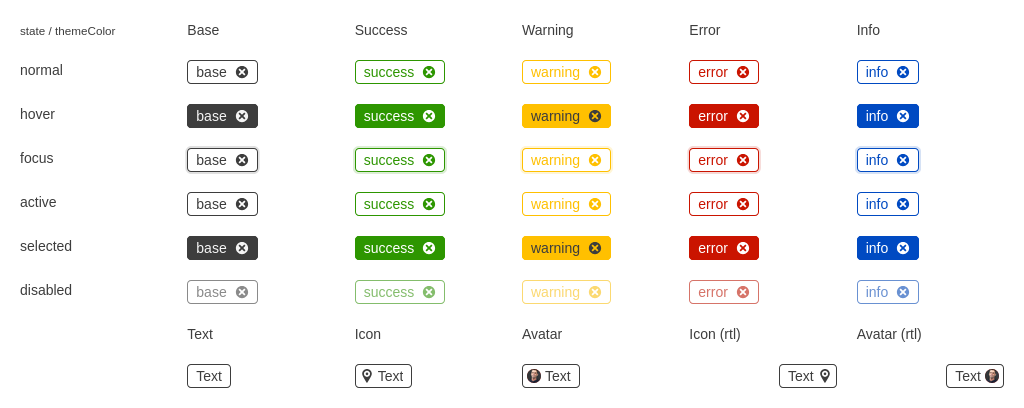 state / themeColor Base Success Warning Error Info
normal base success warning error info
hover base success warning error info
focus base success warning error info
active base success warning error info
selected base success warning error info
disabled base success warning error info
Text Icon Avatar Icon (rtl) Avatar (rtl)
Text Text Text Text Text